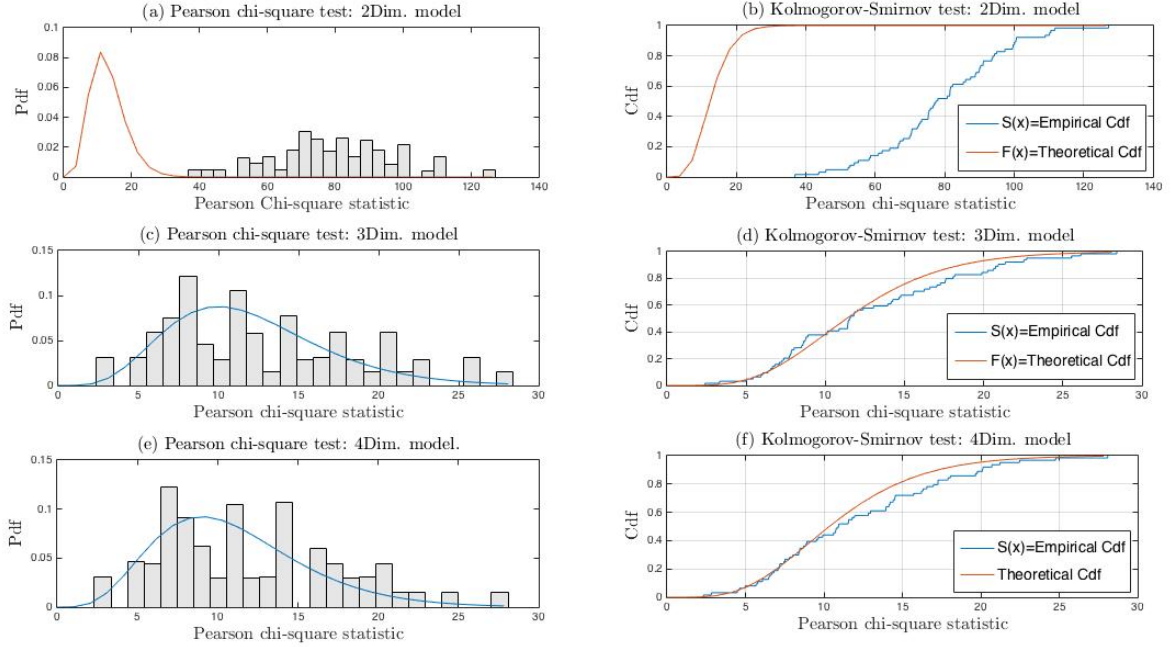 (a) Pearson chi-square test: 2Dim. model
0.1
0.08
0.06
0.04
0.02
0
Pdf
0 20 40 60 80 100 120 140
Pearson Chi-square statistic
(b) Kolmogorov-Smirnov test: 2Dim. model
1
0.8
0.6
0.4
0.2
0
Cdf
S(x)=Empirical Cdf
F(x)=Theoretical Cdf
0 20 40 60 80 100 120 140
Pearson chi-square statistic
(c) Pearson chi-square test: 3Dim. model
0.15
0.1
0.05
0
Pdf
0 5 10 15 20 25 30
Pearson chi-square statistic
(d) Kolmogorov-Smirnov test: 3Dim. model
1
0.8
0.6
0.4
0.2
0
Cdf
S(x)=Empirical Cdf
F(x)=Theoretical Cdf
0 5 10 15 20 25 30
Pearson chi-square statistic
(e) Pearson chi-square test: 4Dim. model.
0.15
0.1
0.05
0
Pdf
0 5 10 15 20 25 30
Pearson chi-square statistic
(f) Kolmogorov-Smirnov test: 4Dim. model
1
0.8
0.6
0.4
0.2
0
Cdf
S(x)=Empirical Cdf
Theoretical Cdf
0 5 10 15 20 25 30
Pearson chi-square statistic